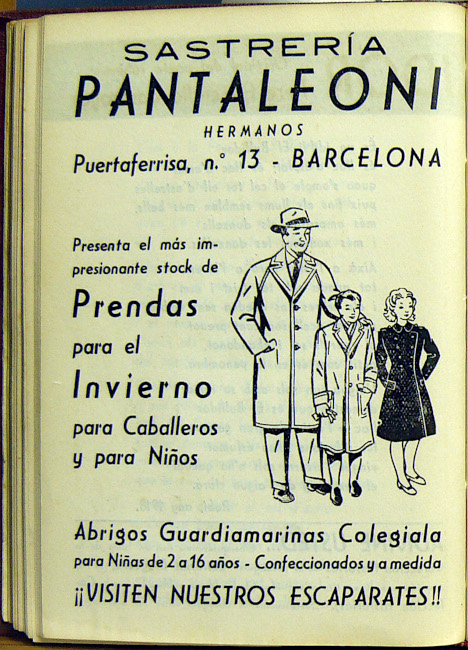 SASTRERÍA
PANTALEONI
HERMANOS
Puertaferrisa, n.° 13 - BARCELONA
Presenta el más im-
presionante stock de
Prendas
para el
Invierno
para Caballeros
y para Niños
Abrigos Guardiamarinas Colegiala
para Niñas de 2 a 16 años - Confeccionados y a medida
¡¡VISITEN NUESTROS ESCAPARATES!!